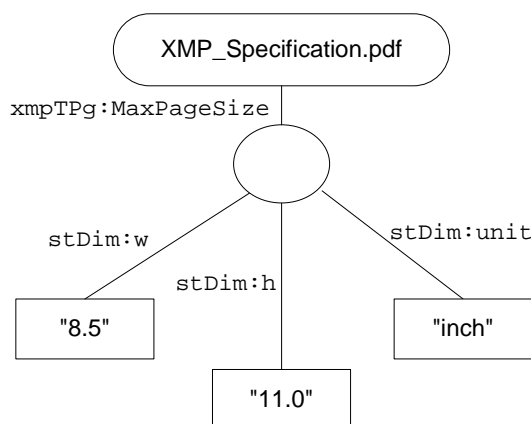 XMP_Specification.pdf
xmpTPg:MaxPageSize
stDim:w
stDim:h
stDim:unit
"8.5"
"11.0"
"inch"